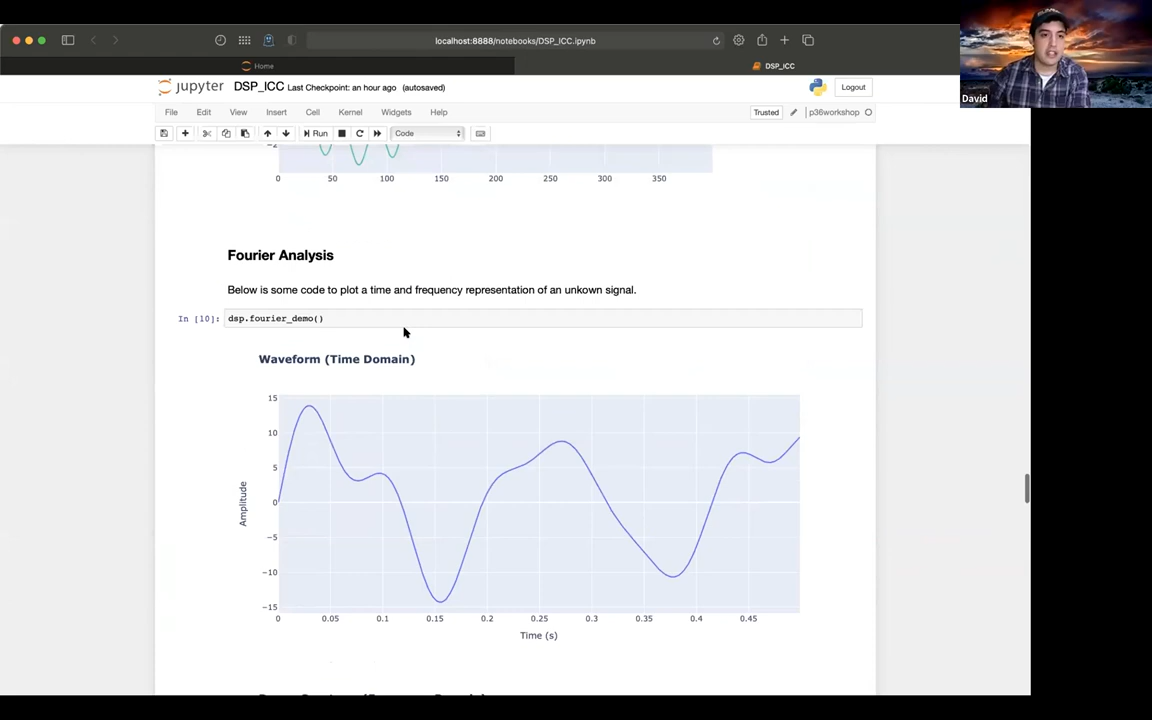 localhost:8888/notebooks/DSP_ICC.ipynb
Home
DSP_ICC
David
jupyter DSP_ICC Last Checkpoint: an hour ago (autosaved)
Logout
File Edit View Insert Cell Kernel Widgets Help
Trusted p36workshop
Run Code
−2
0 50 100 150 200 250 300 350
Fourier Analysis
Below is some code to plot a time and frequency representation of an unkown signal.
In [10]: dsp.fourier_demo()
Waveform (Time Domain)
15
10
5
0
−5
−10
−15
Amplitude
0 0.05 0.1 0.15 0.2 0.25 0.3 0.35 0.4 0.45
Time (s)